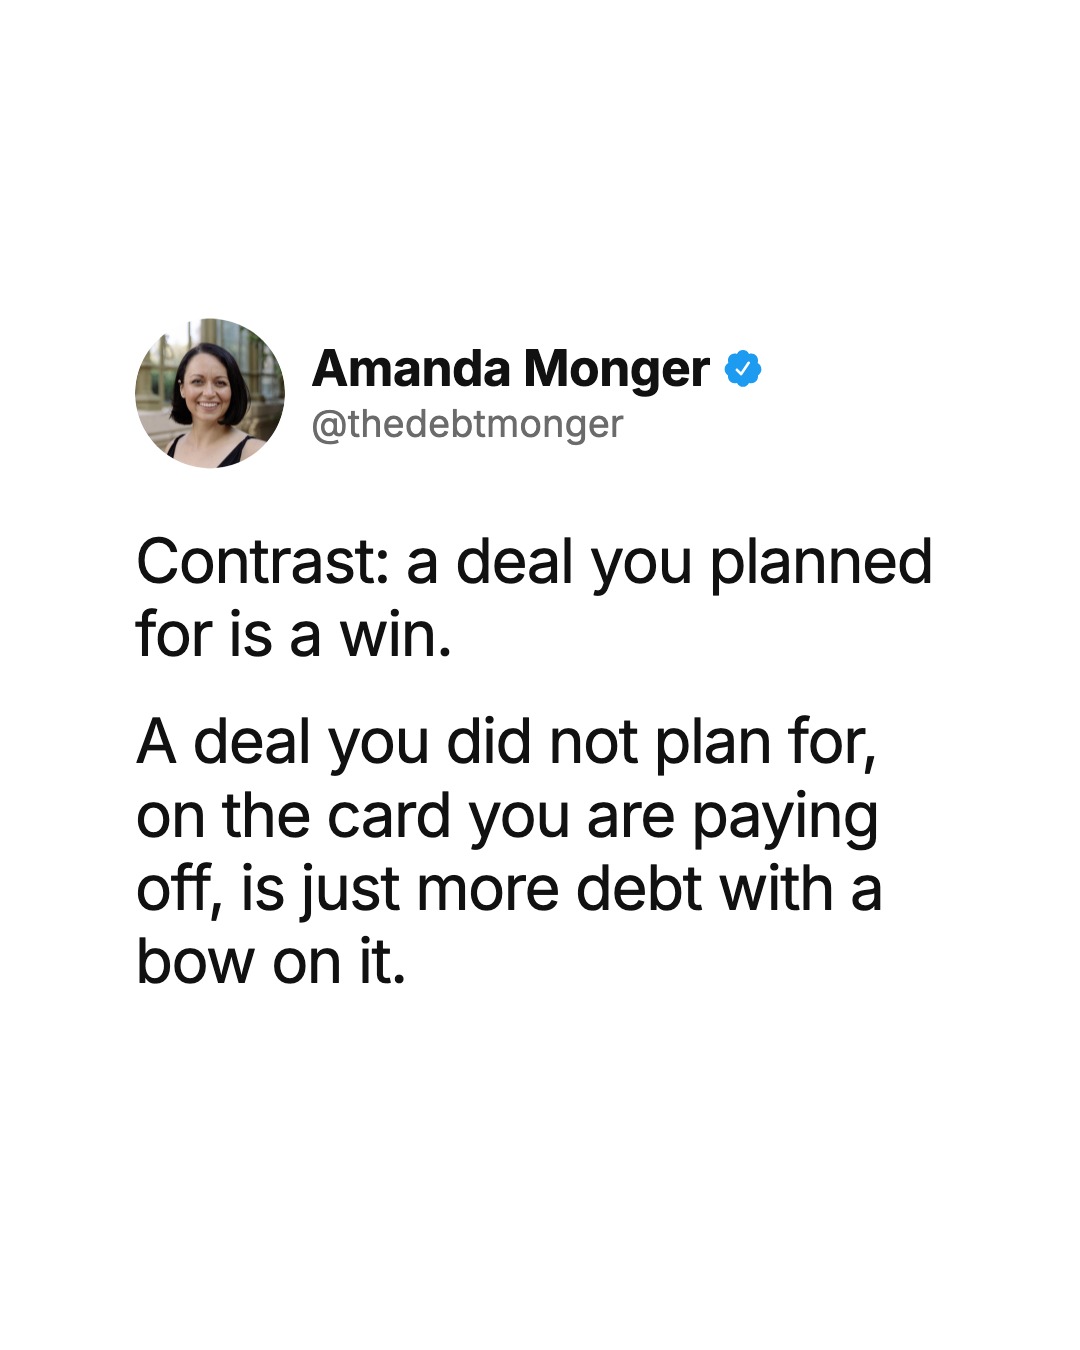 Amanda Monger
@thedebtmonger
Contrast: a deal you planned
for is a win.
A deal you did not plan for,
on the card you are paying
off, is just more debt with a
bow on it.